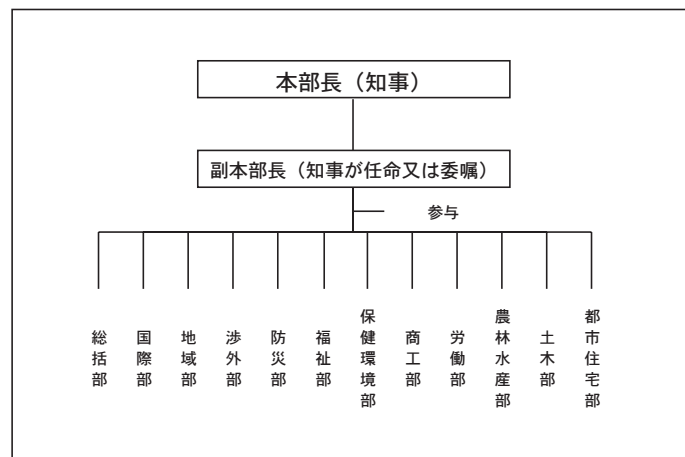 本部長（知事）
副本部長（知事が任命又は委嘱）
参与
総括部
国際部
地域部
渉外部
防災部
福祉部
保健環境部
商工部
労働部
農林水産部
土木部
都市住宅部